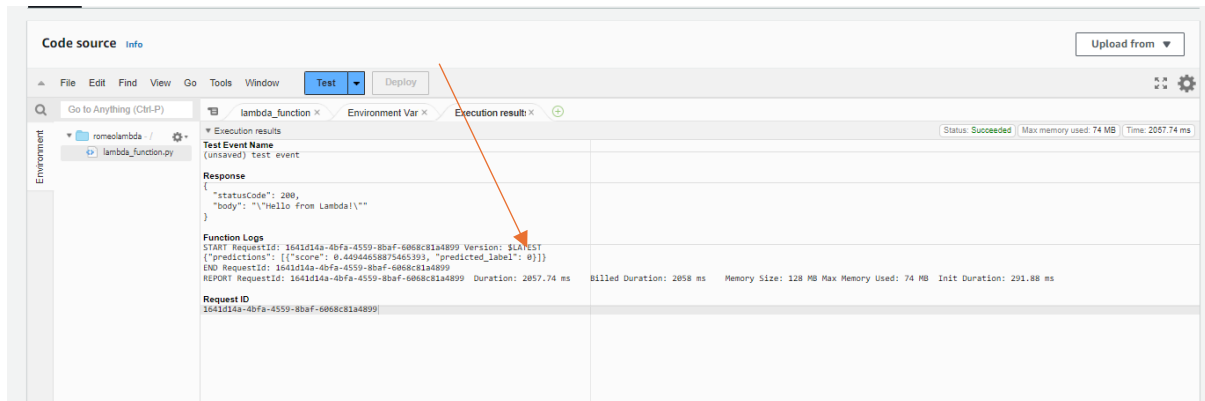 Code source Info
Upload from ▼
File Edit Find View Go Tools Window Test Deploy
Go to Anything (Ctrl-P)
lambda_function × Environment Var × Execution results ×
Environment
romeolambda - /
lambda_function.py
▼ Execution results
Status: Succeeded Max memory used: 74 MB Time: 2057.74 ms
Test Event Name
(unsaved) test event
Response
{
"statusCode": 200,
"body": "\"Hello from Lambda!\""
}
Function Logs
START RequestId: 1641d14a-4bfa-4559-8baf-6068c81a4899 Version: $LATEST
{"predictions": [{"score": 0.44944658875465393, "predicted_label": 0}]}
END RequestId: 1641d14a-4bfa-4559-8baf-6068c81a4899
REPORT RequestId: 1641d14a-4bfa-4559-8baf-6068c81a4899 Duration: 2057.74 ms Billed Duration: 2058 ms Memory Size: 128 MB Max Memory Used: 74 MB Init Duration: 291.88 ms
Request ID
1641d14a-4bfa-4559-8baf-6068c81a4899